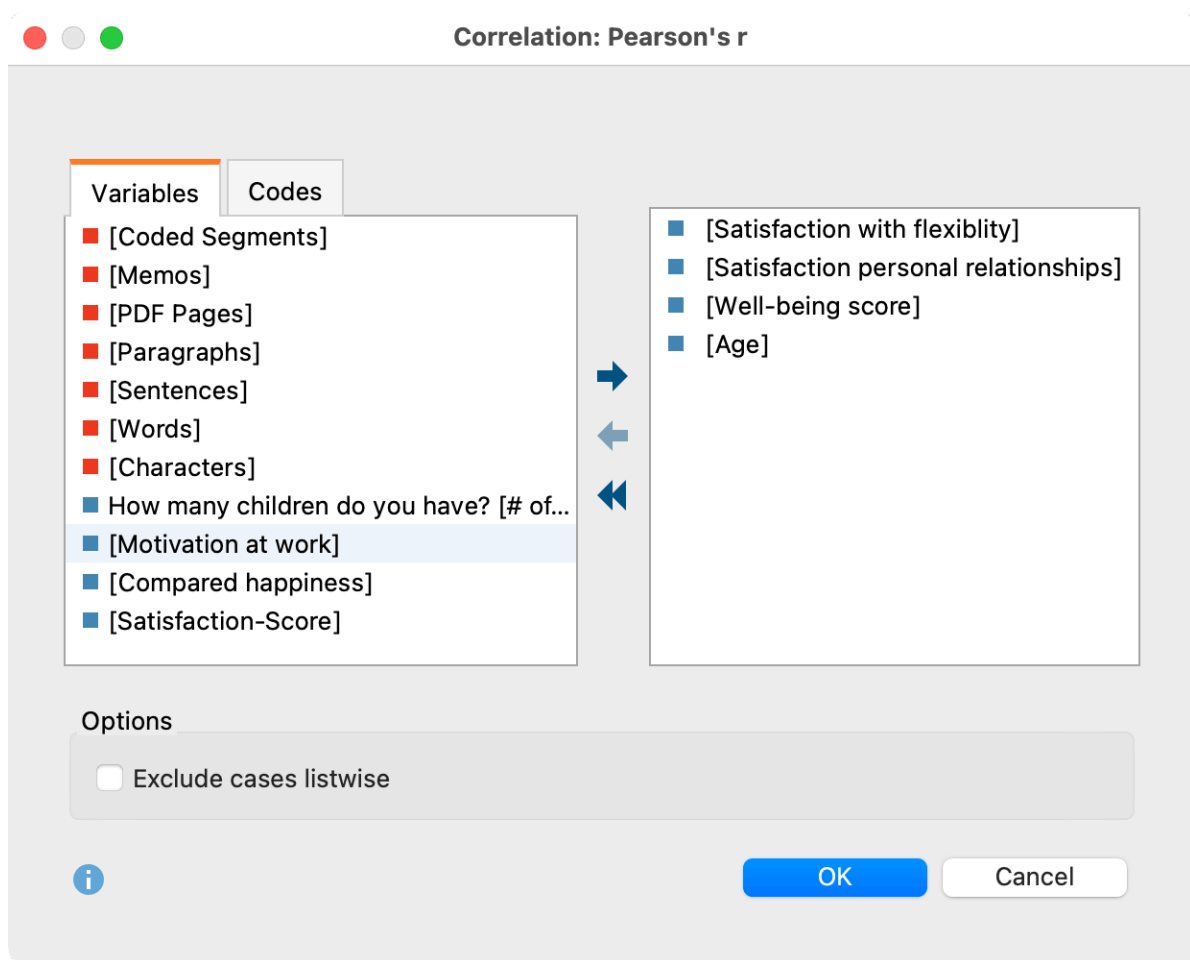 Correlation: Pearson's r
Variables
Codes
[Coded Segments]
[Memos]
[PDF Pages]
[Paragraphs]
[Sentences]
[Words]
[Characters]
How many children do you have? [# of...
[Motivation at work]
[Compared happiness]
[Satisfaction-Score]
[Satisfaction with flexiblity]
[Satisfaction personal relationships]
[Well-being score]
[Age]
Options
Exclude cases listwise
OK
Cancel